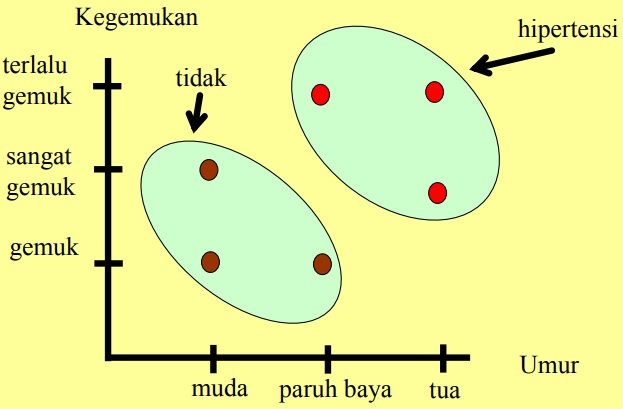 Kegemukan
hipertensi
terlalu
gemuk
tidak
sangat
gemuk
gemuk
Umur
muda
paruh baya
tua